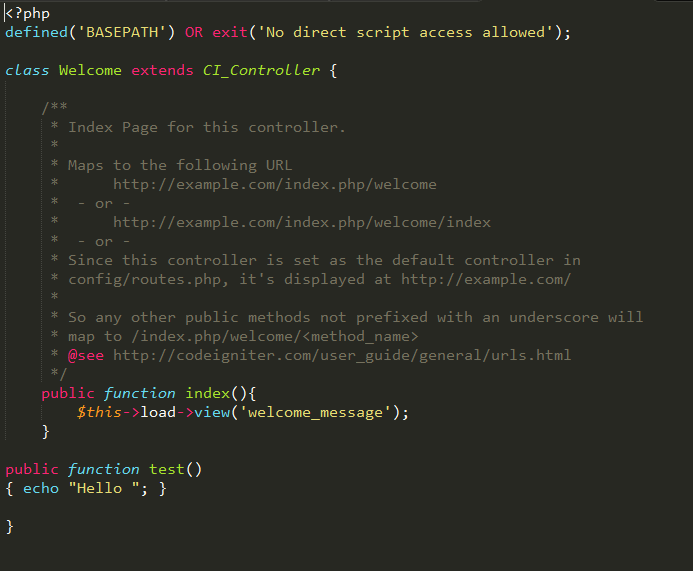 <?php
defined('BASEPATH') OR exit('No direct script access allowed');
class Welcome extends CI_Controller {
/**
* Index Page for this controller.
*
* Maps to the following URL
* http://example.com/index.php/welcome
* - or -
* http://example.com/index.php/welcome/index
* - or -
* Since this controller is set as the default controller in
* config/routes.php, it's displayed at http://example.com/
*
* So any other public methods not prefixed with an underscore will
* map to /index.php/welcome/<method_name>
* @see http://codeigniter.com/user_guide/general/urls.html
*/
public function index(){
$this->load->view('welcome_message');
}
public function test()
{ echo "Hello "; }
}